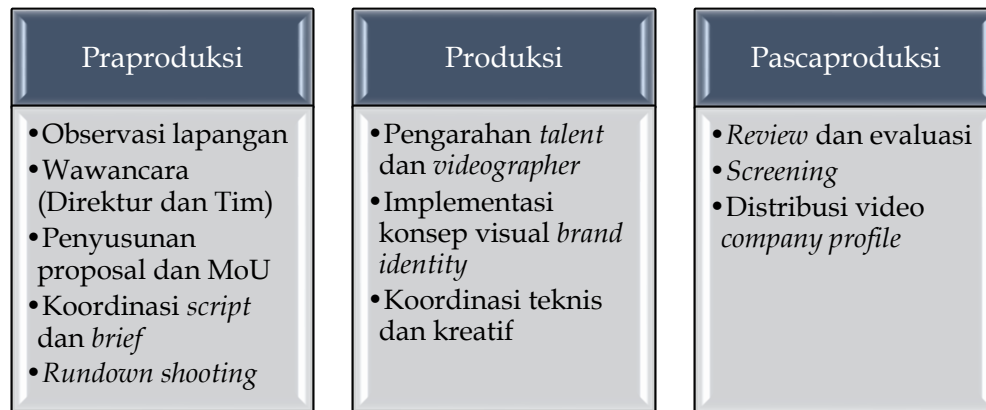 Praproduksi
•Observasi lapangan
•Wawancara
(Direktur dan Tim)
•Penyusunan
proposal dan MoU
•Koordinasi script
dan brief
•Rundown shooting
Produksi
•Pengarahan talent
dan videographer
•Implementasi
konsep visual brand
identity
•Koordinasi teknis
dan kreatif
Pascaproduksi
•Review dan evaluasi
•Screening
•Distribusi video
company profile